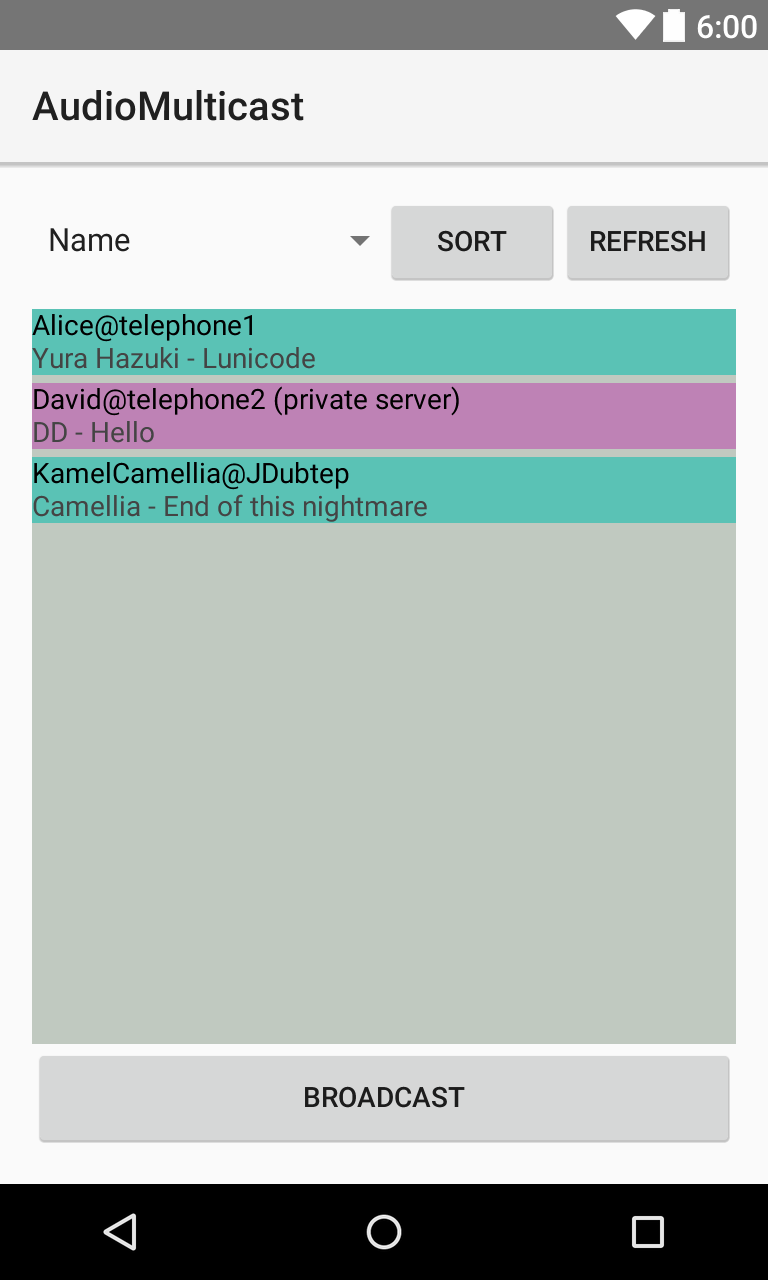 6:00
AudioMulticast
Name
SORT
REFRESH
Alice@telephone1
Yura Hazuki - Lunicode
David@telephone2 (private server)
DD - Hello
KamelCamellia@JDubtep
Camellia - End of this nightmare
BROADCAST